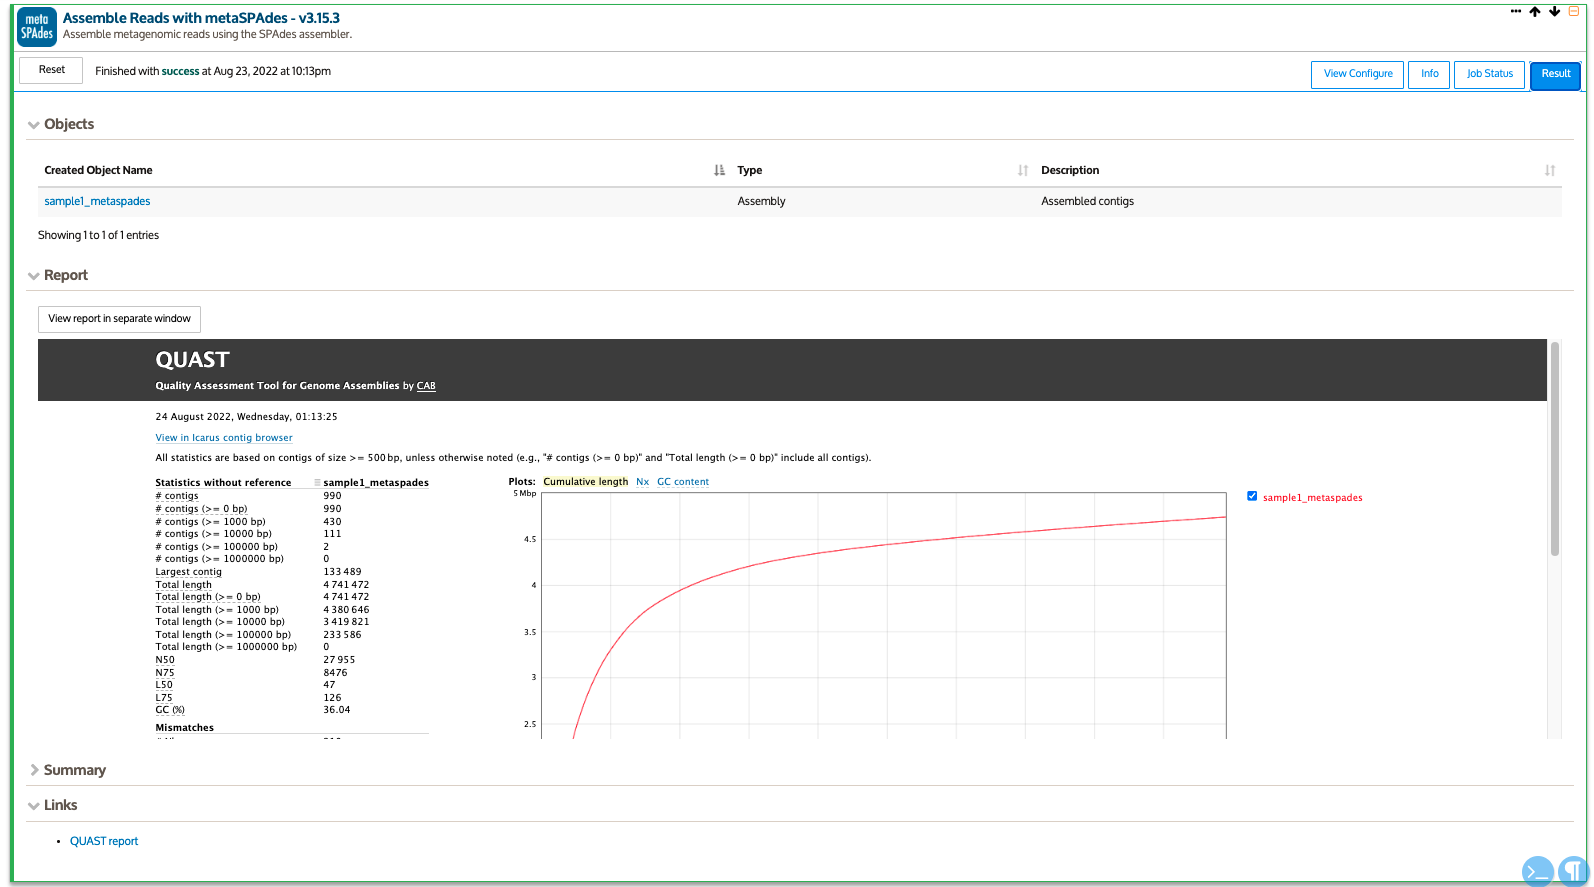 meta
SPAdes
Assemble Reads with metaSPAdes - v3.15.3
Assemble metagenomic reads using the SPAdes assembler.
Reset
Finished with success at Aug 23, 2022 at 10:13pm
View Configure
Info
Job Status
Result
Objects
Created Object Name
Type
Description
sample1_metaspades
Assembly
Assembled contigs
Showing 1 to 1 of 1 entries
Report
View report in separate window
QUAST
Quality Assessment Tool for Genome Assemblies by CAB
24 August 2022, Wednesday, 01:13:25
View in Icarus contig browser
All statistics are based on contigs of size >= 500 bp, unless otherwise noted (e.g., "# contigs (>= 0 bp)" and "Total length (>= 0 bp)" include all contigs).
Statistics without reference sample1_metaspades
# contigs 990
# contigs (>= 0 bp) 990
# contigs (>= 1000 bp) 430
# contigs (>= 10000 bp) 111
# contigs (>= 100000 bp) 2
# contigs (>= 1000000 bp) 0
Largest contig 133 489
Total length 4 741 472
Total length (>= 0 bp) 4 741 472
Total length (>= 1000 bp) 4 380 646
Total length (>= 10000 bp) 3 419 821
Total length (>= 100000 bp) 233 586
Total length (>= 1000000 bp) 0
N50 27 955
N75 8476
L50 47
L75 126
GC (%) 36.04
Mismatches
Plots: Cumulative length Nx GC content
5 Mbp
4.5
4
3.5
3
2.5
sample1_metaspades
Summary
Links
QUAST report